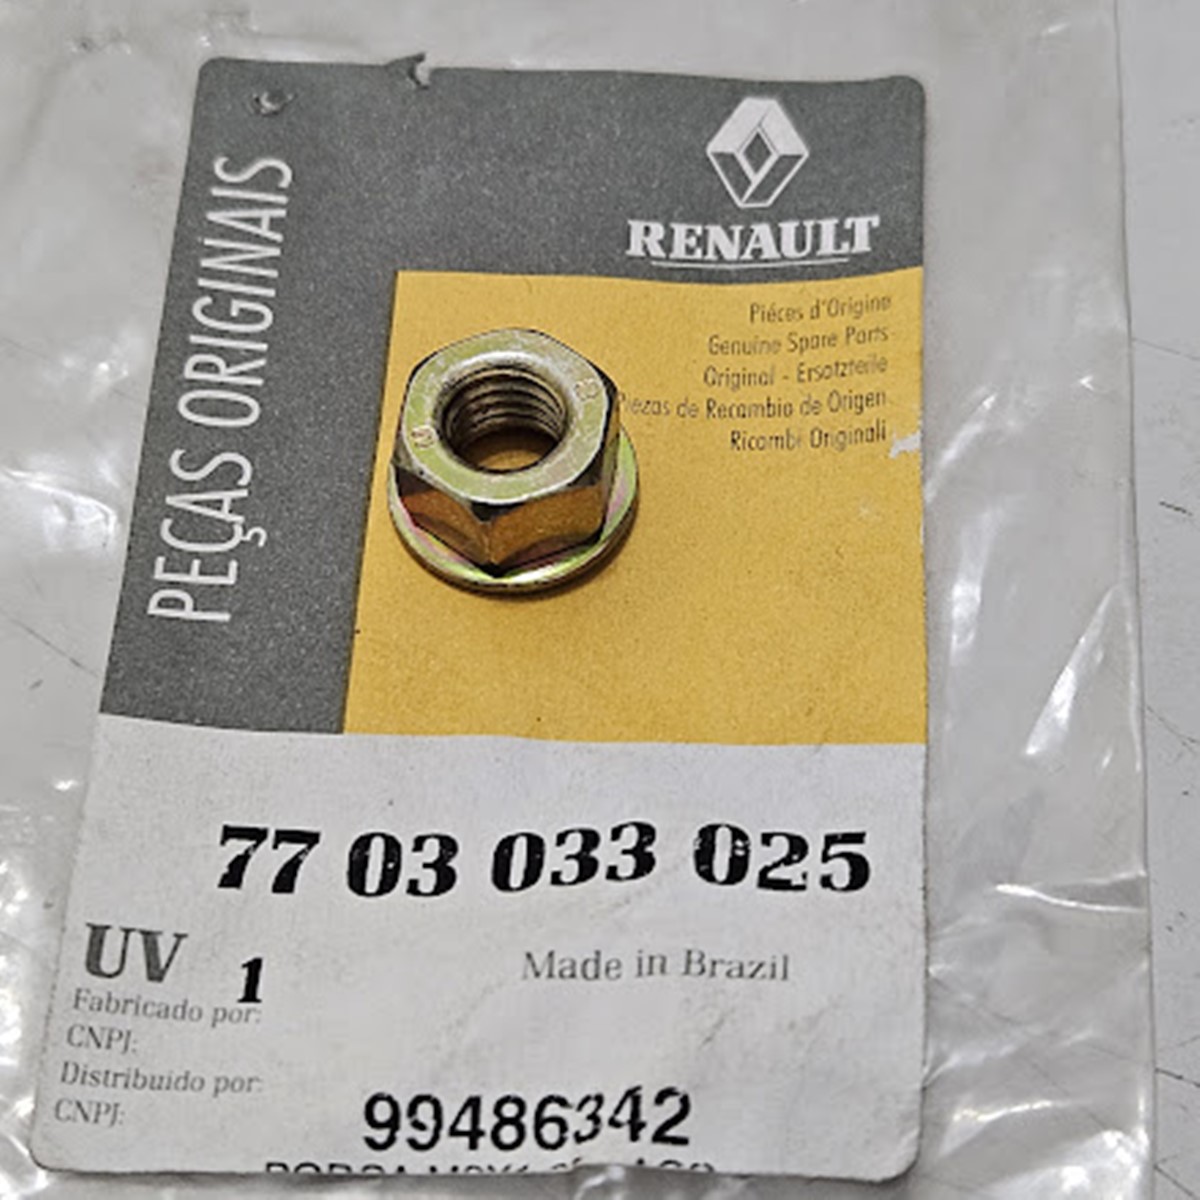 PEÇAS ORIGINAIS
RENAULT
Piéces d'Origine
Genuine Spare Parts
Original - Ersatzteile
Piezas de Recambio de Origen
Ricambi Originali
77 03 033 025
UV 1
Made in Brazil
Fabricado por:
CNPJ:
Distribuido por:
CNPJ:
99486342